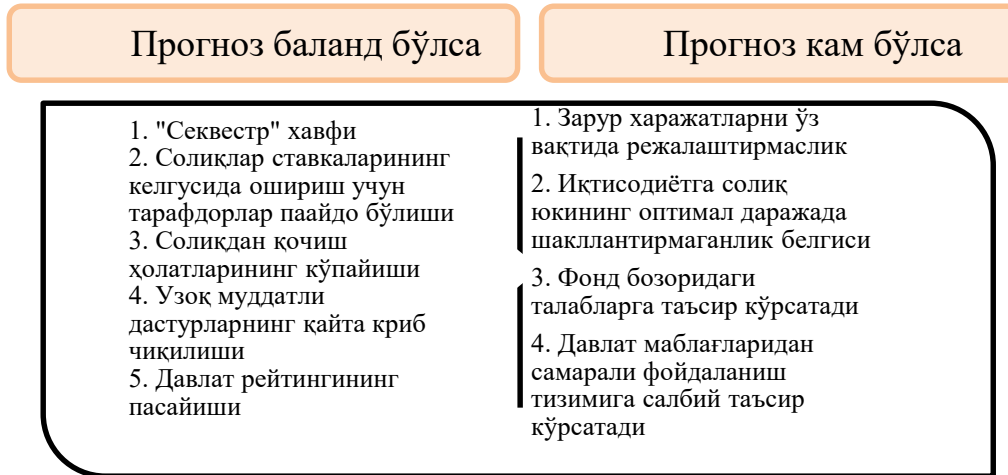 Прогноз баланд бўлса
Прогноз кам бўлса
1. "Секвестр" хавфи
2. Солиқлар ставкаларининг
келгусида ошириш учун
тарафдорлар паайдо бўлиши
3. Солиқдан қочиш
ҳолатларининг кўпайиши
4. Узоқ муддатли
дастурларнинг қайта криб
чиқилиши
5. Давлат рейтингининг
пасайиши
1. Зарур харажатларни ўз
вақтида режалаштирмаслик
2. Иқтисодиётга солиқ
юкининг оптимал даражада
шакллантирмаганлик белгиси
3. Фонд бозоридаги
талабларга таъсир кўрсатади
4. Давлат маблағларидан
самарали фойдаланиш
тизимига салбий таъсир
кўрсатади